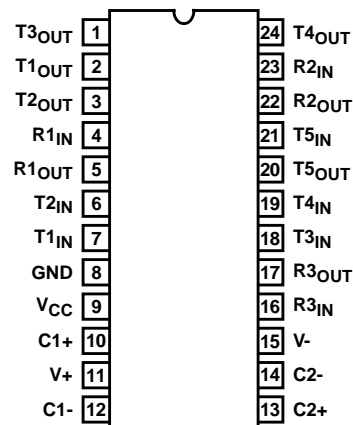 T3OUT 1 24 T4OUT
T1OUT 2 23 R2IN
T2OUT 3 22 R2OUT
R1IN 4 21 T5IN
R1OUT 5 20 T5OUT
T2IN 6 19 T4IN
T1IN 7 18 T3IN
GND 8 17 R3OUT
VCC 9 16 R3IN
C1+ 10 15 V-
V+ 11 14 C2-
C1- 12 13 C2+